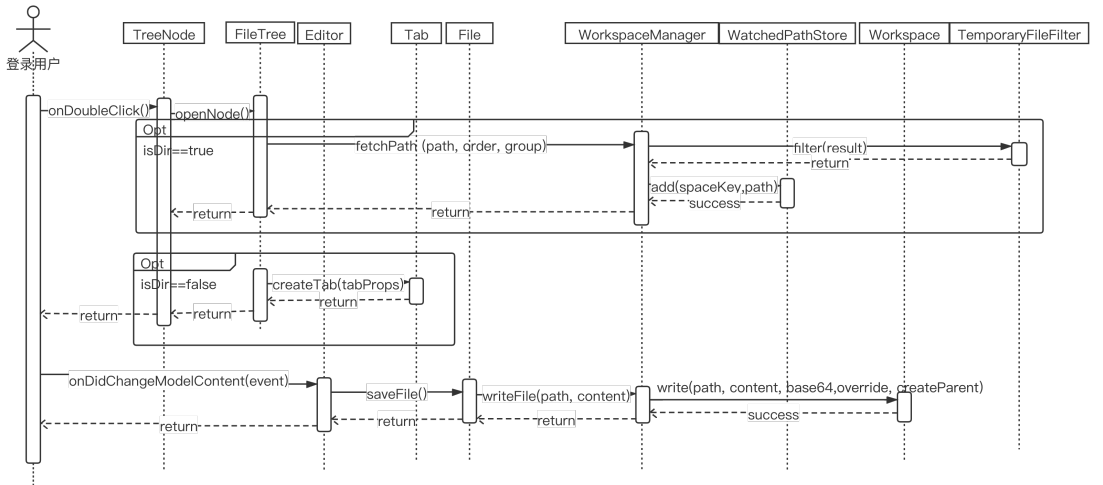 TreeNode
FileTree
Editor
Tab
File
WorkspaceManager
WatchedPathStore
Workspace
TemporaryFileFilter
登录用户
onDoubleClick()
openNode()
Opt
isDir==true
fetchPath (path, order, group)
filter(result)
return
add(spaceKey,path)
success
return
return
Opt
isDir==false
createTab(tabProps)
return
return
return
onDidChangeModelContent(event)
saveFile()
writeFile(path, content)
write(path, content, base64,override, createParent)
success
return
return
return